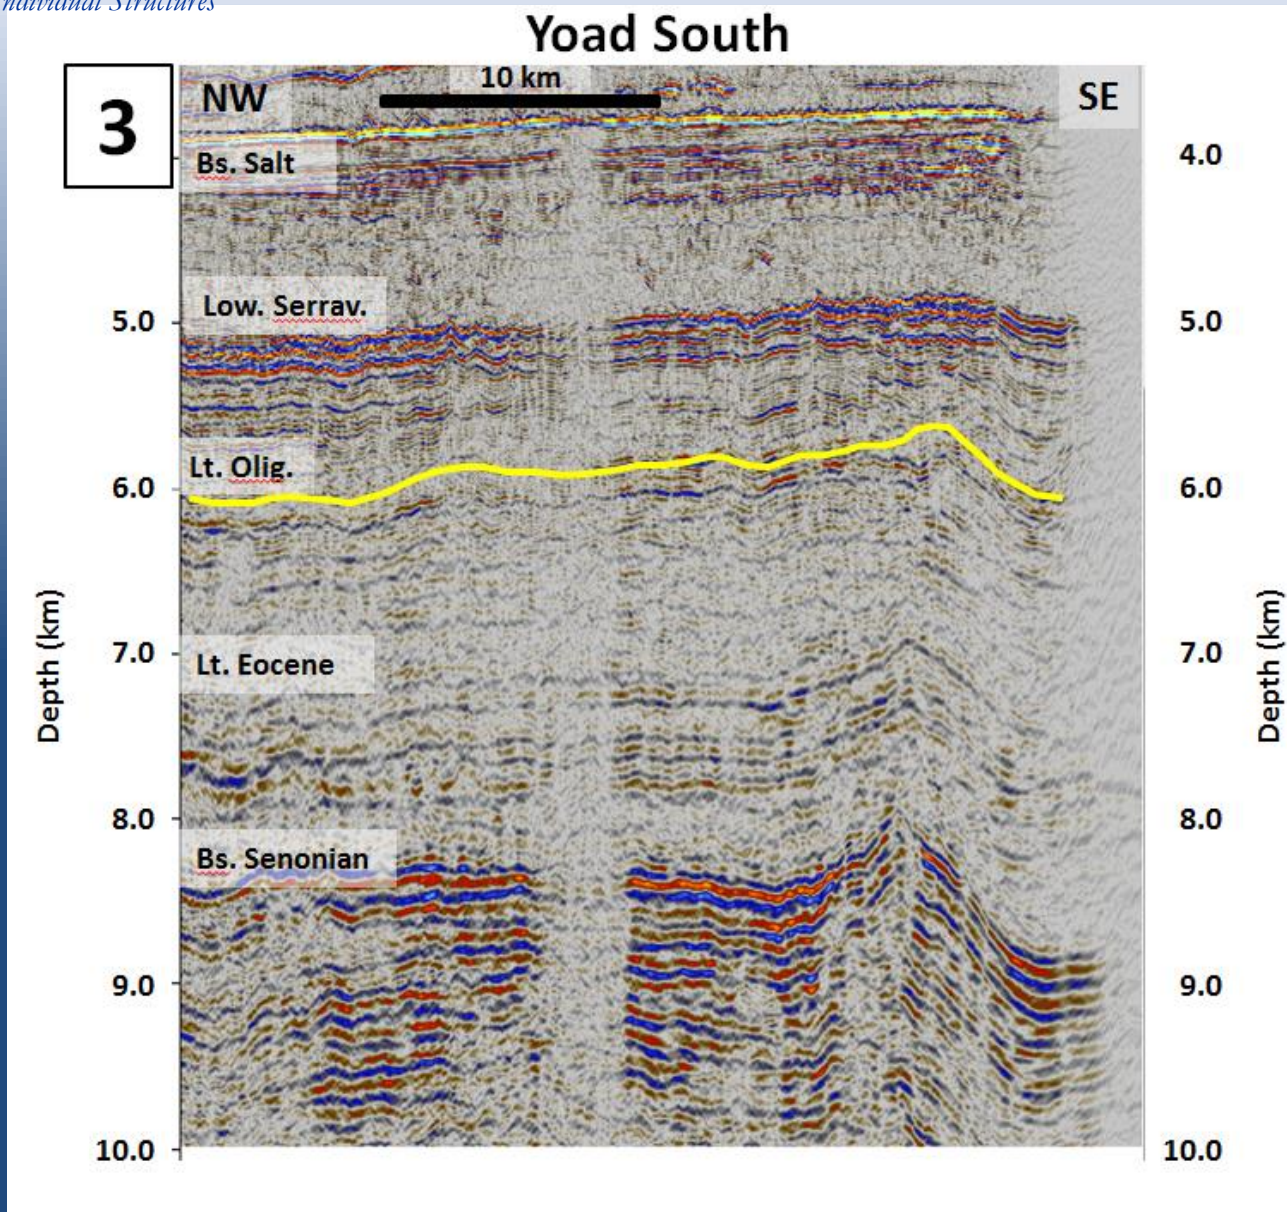 ndividual Structures
Yoad South
3
NW
10 km
SE
Bs. Salt
4.0
Low. Serrav.
5.0
5.0
Lt. Olig.
6.0
6.0
Depth (km)
Depth (km)
Lt. Eocene
7.0
7.0
8.0
8.0
Bs. Senonian
9.0
9.0
10.0
10.0